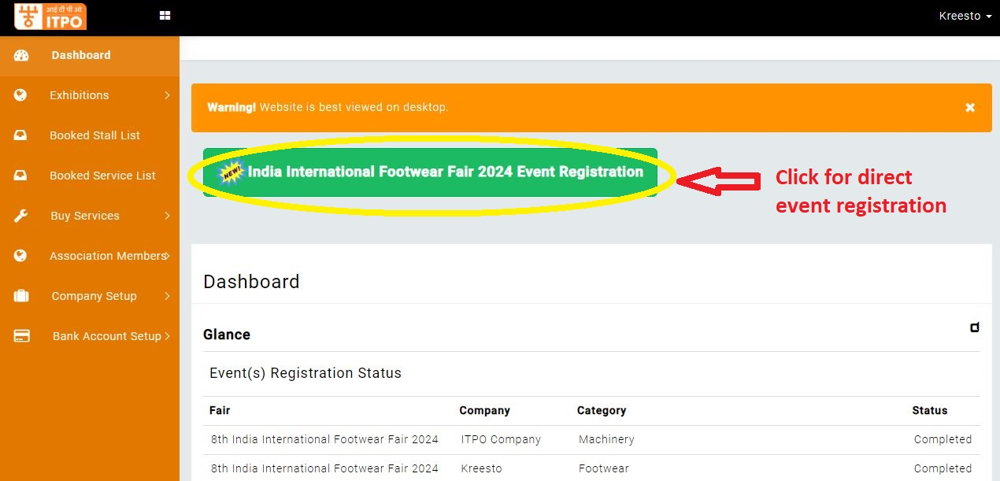 आई टी पी ओ
ITPO
Kreesto
Dashboard
Exhibitions
Booked Stall List
Booked Service List
Buy Services
Association Members
Company Setup
Bank Account Setup
Warning! Website is best viewed on desktop.
NEW! India International Footwear Fair 2024 Event Registration
Click for direct
event registration
Dashboard
Glance
Event(s) Registration Status
Fair Company Category Status
8th India International Footwear Fair 2024 ITPO Company Machinery Completed
8th India International Footwear Fair 2024 Kreesto Footwear Completed